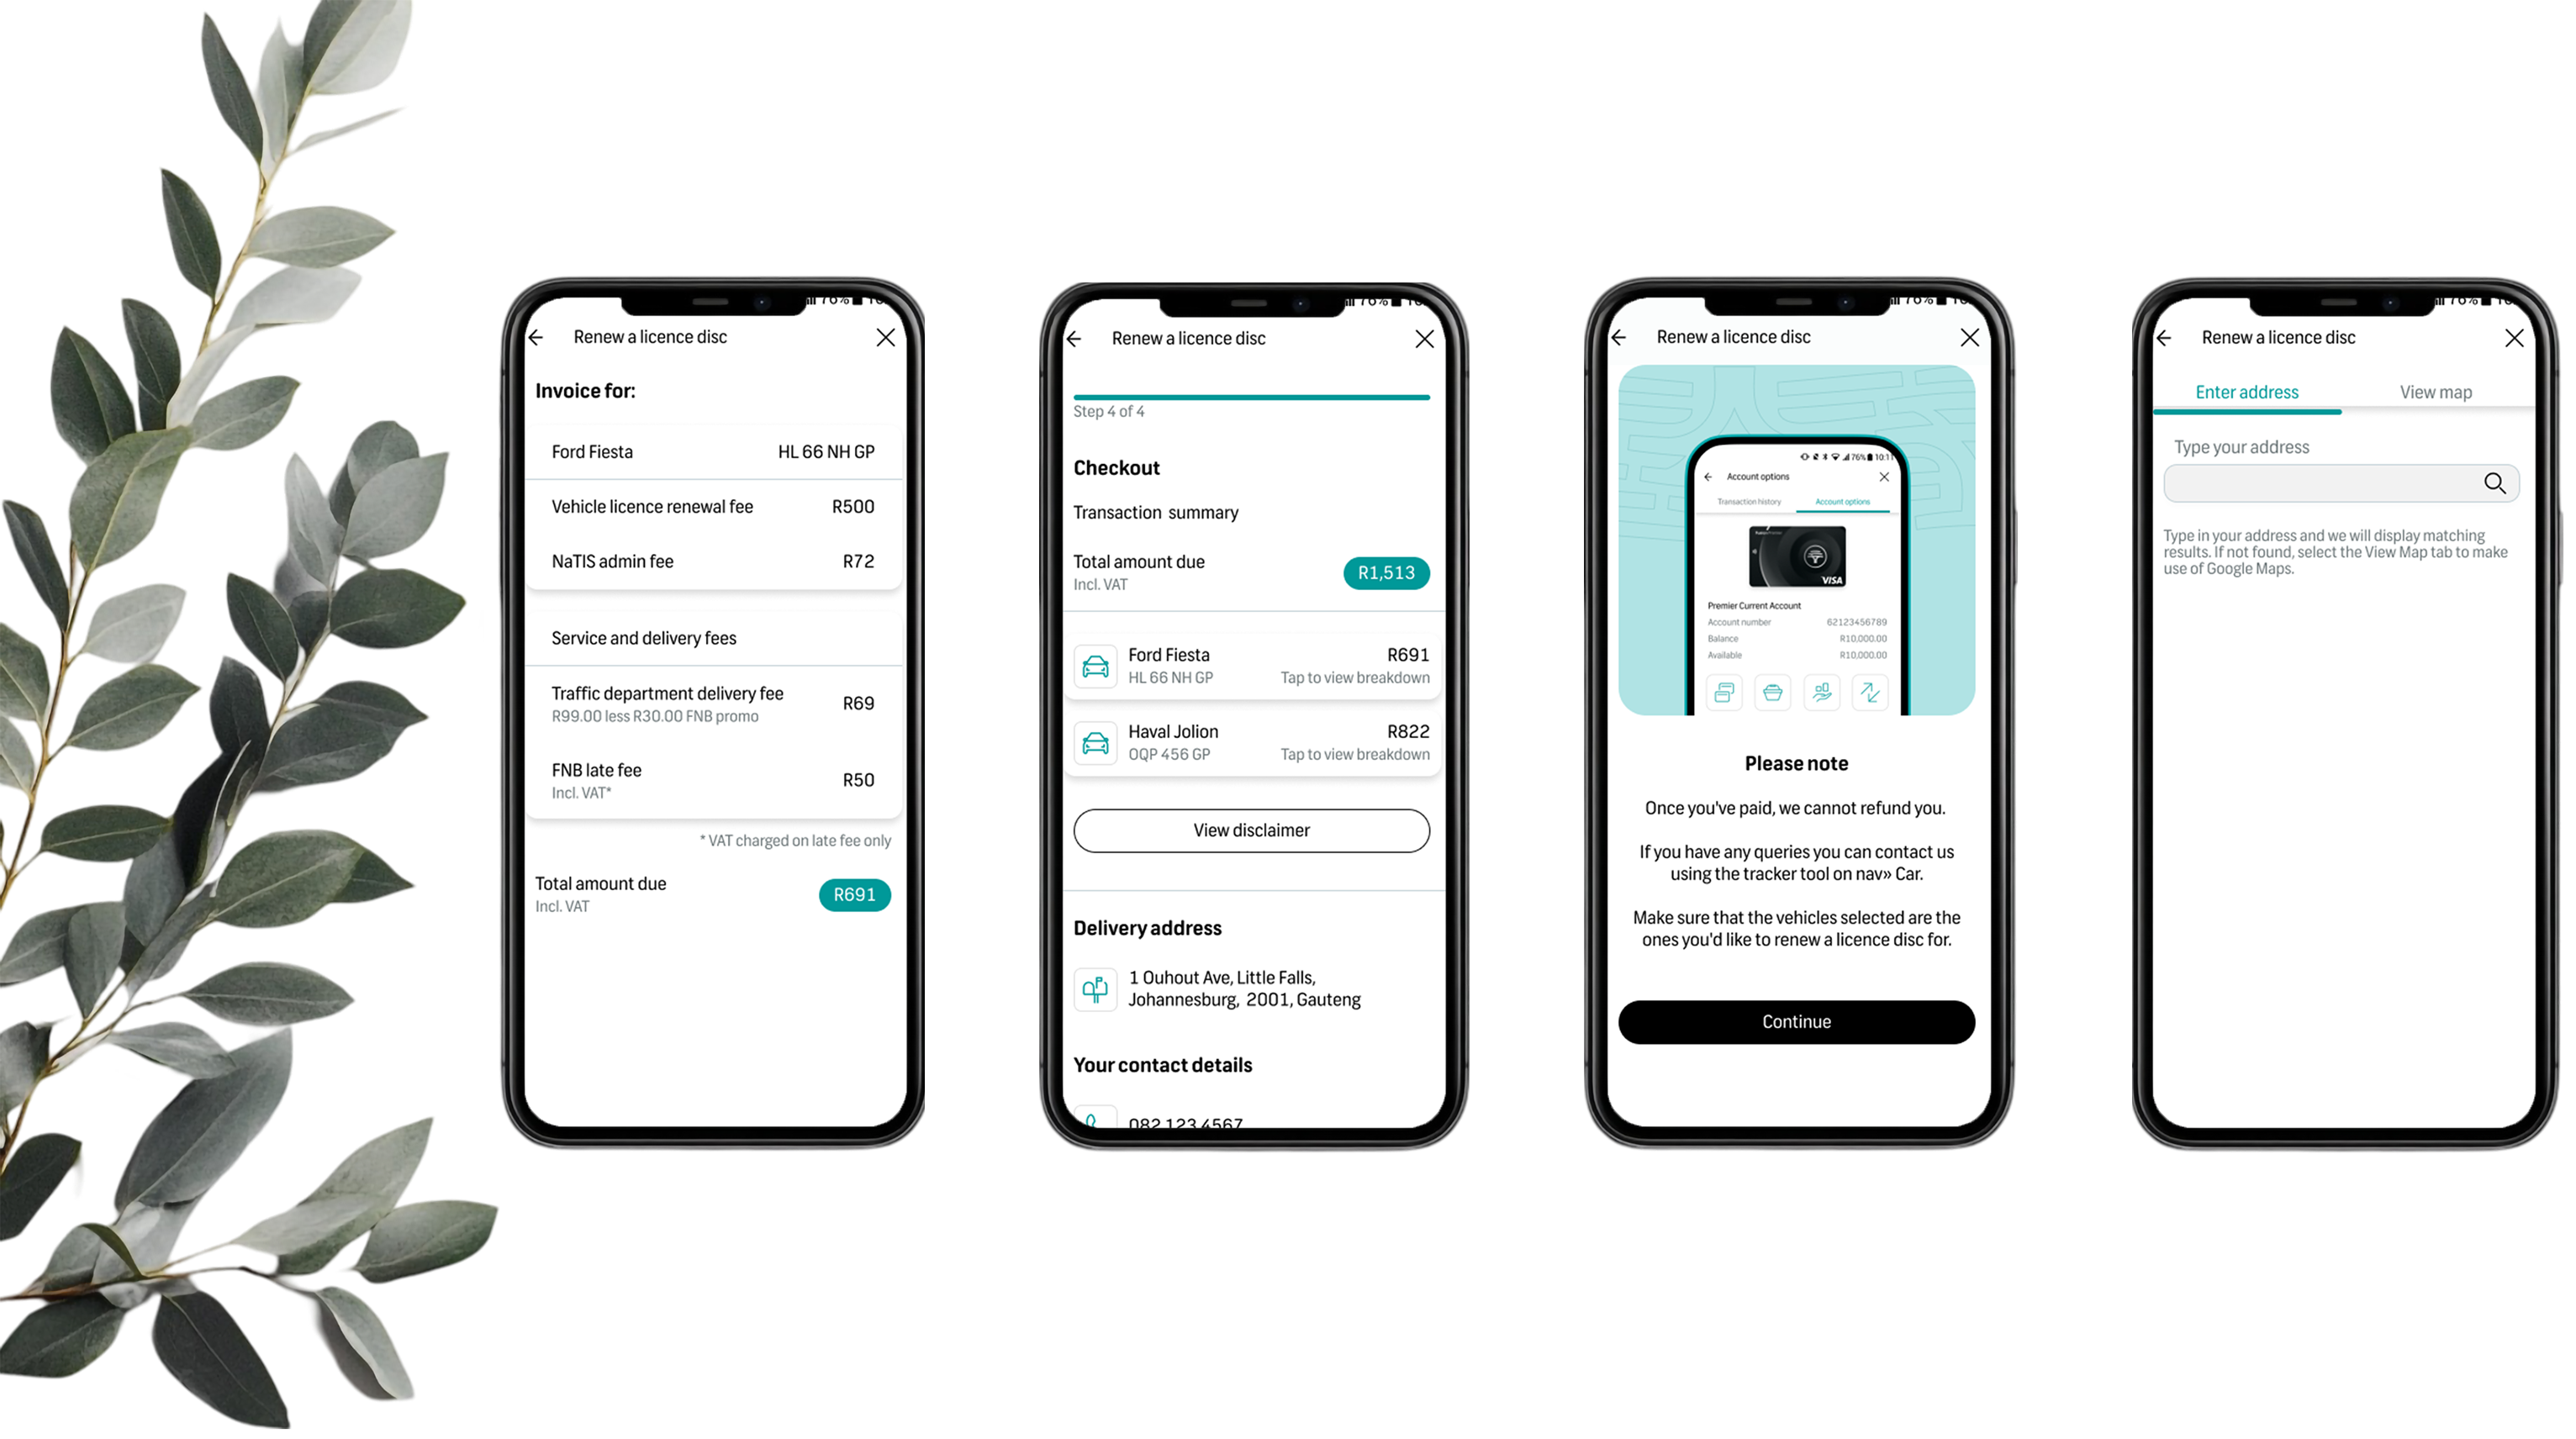 Renew a licence disc
Invoice for:
Ford Fiesta HL 66 NH GP
Vehicle licence renewal fee R500
NaTIS admin fee R72
Service and delivery fees
Traffic department delivery fee R69
R99.00 less R30.00 FNB promo
FNB late fee R50
Incl. VAT*
* VAT charged on late fee only
Total amount due R691
Incl. VAT
Renew a licence disc
Step 4 of 4
Checkout
Transaction summary
Total amount due R1,513
Incl. VAT
Ford Fiesta R691
HL 66 NH GP Tap to view breakdown
Haval Jolion R822
OQP 456 GP Tap to view breakdown
View disclaimer
Delivery address
1 Ouhout Ave, Little Falls,
Johannesburg, 2001, Gauteng
Your contact details
082 123 4567
Renew a licence disc
76% 10:11
Account options
Transaction history Account options
VISA
Premier Current Account
Account number 62123456789
Balance R10,000.00
Available R10,000.00
Please note
Once you've paid, we cannot refund you.
If you have any queries you can contact us
using the tracker tool on nav» Car.
Make sure that the vehicles selected are the
ones you'd like to renew a licence disc for.
Continue
Renew a licence disc
Enter address View map
Type your address
Type in your address and we will display matching
results. If not found, select the View Map tab to make
use of Google Maps.